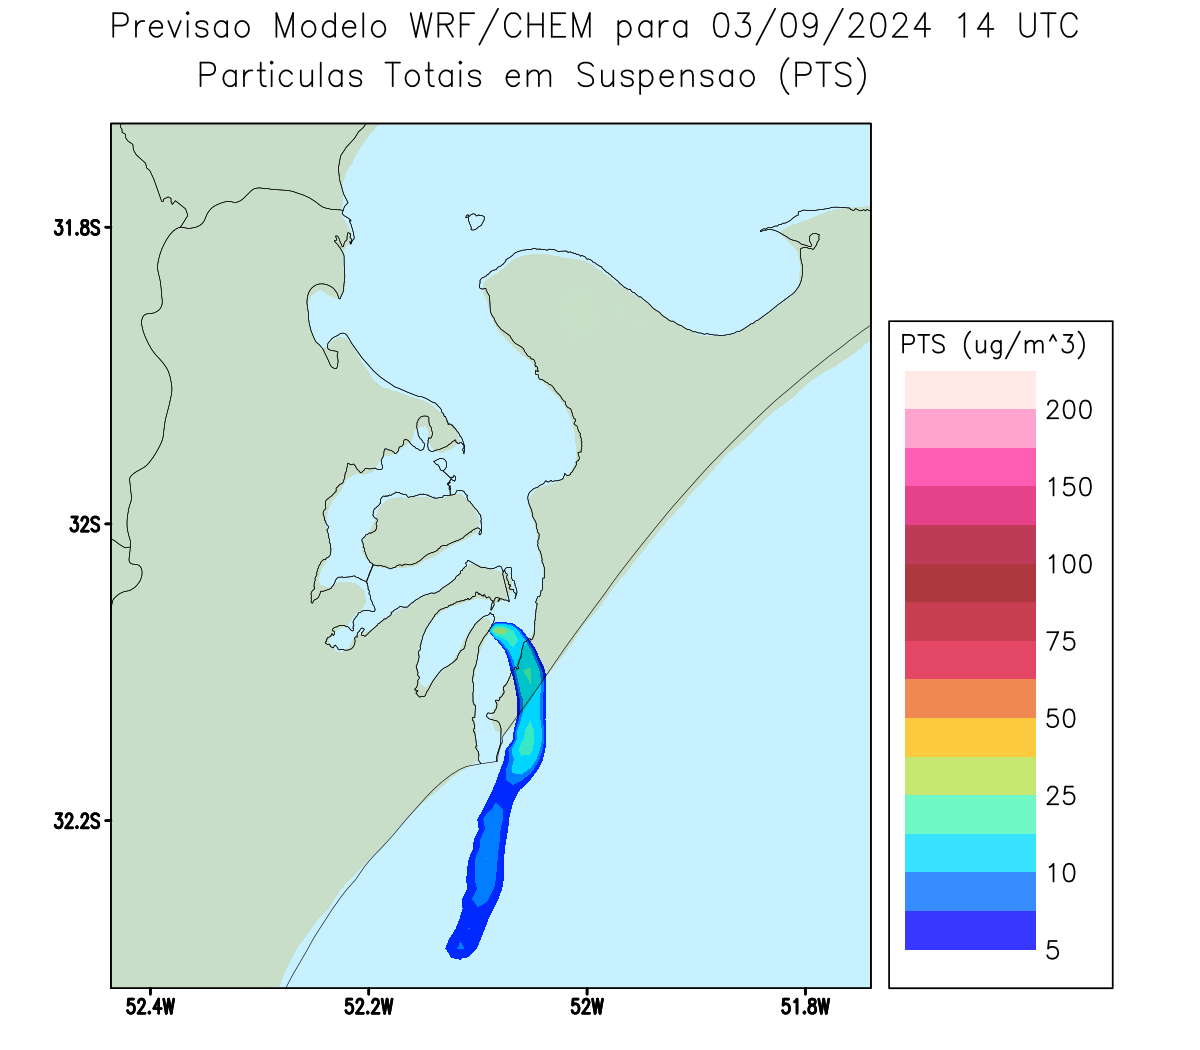 Previsao Modelo WRF/CHEM para 03/09/2024 14 UTC
Particulas Totais em Suspensao (PTS)
31.8S
32S
32.2S
52.4W
52.2W
52W
51.8W
PTS (ug/m^3)
200
150
100
75
50
25
10
5